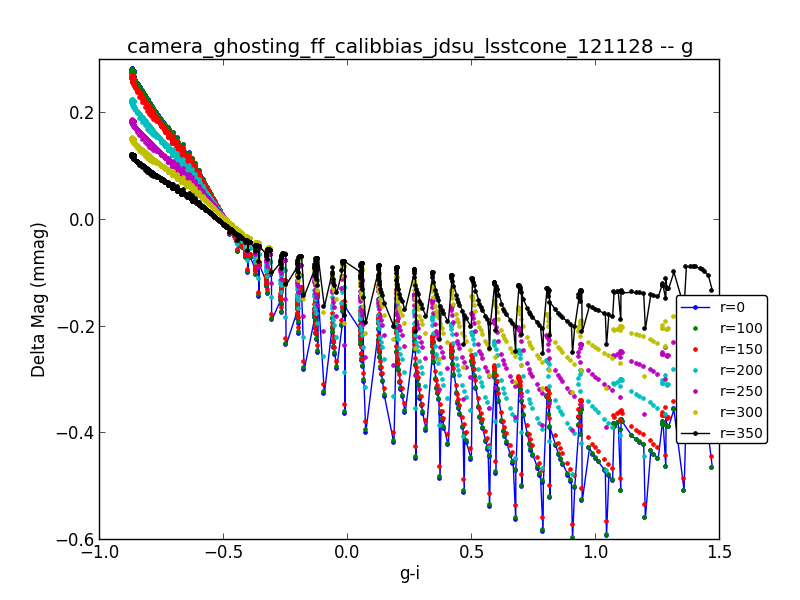 camera_ghosting_ff_calibbias_jdsu_lsstcone_121128 -- g
0.2
0.0
−0.2
−0.4
−0.6
Delta Mag (mmag)
−1.0
−0.5
0.0
0.5
1.0
1.5
g-i
r=0
r=100
r=150
r=200
r=250
r=300
r=350